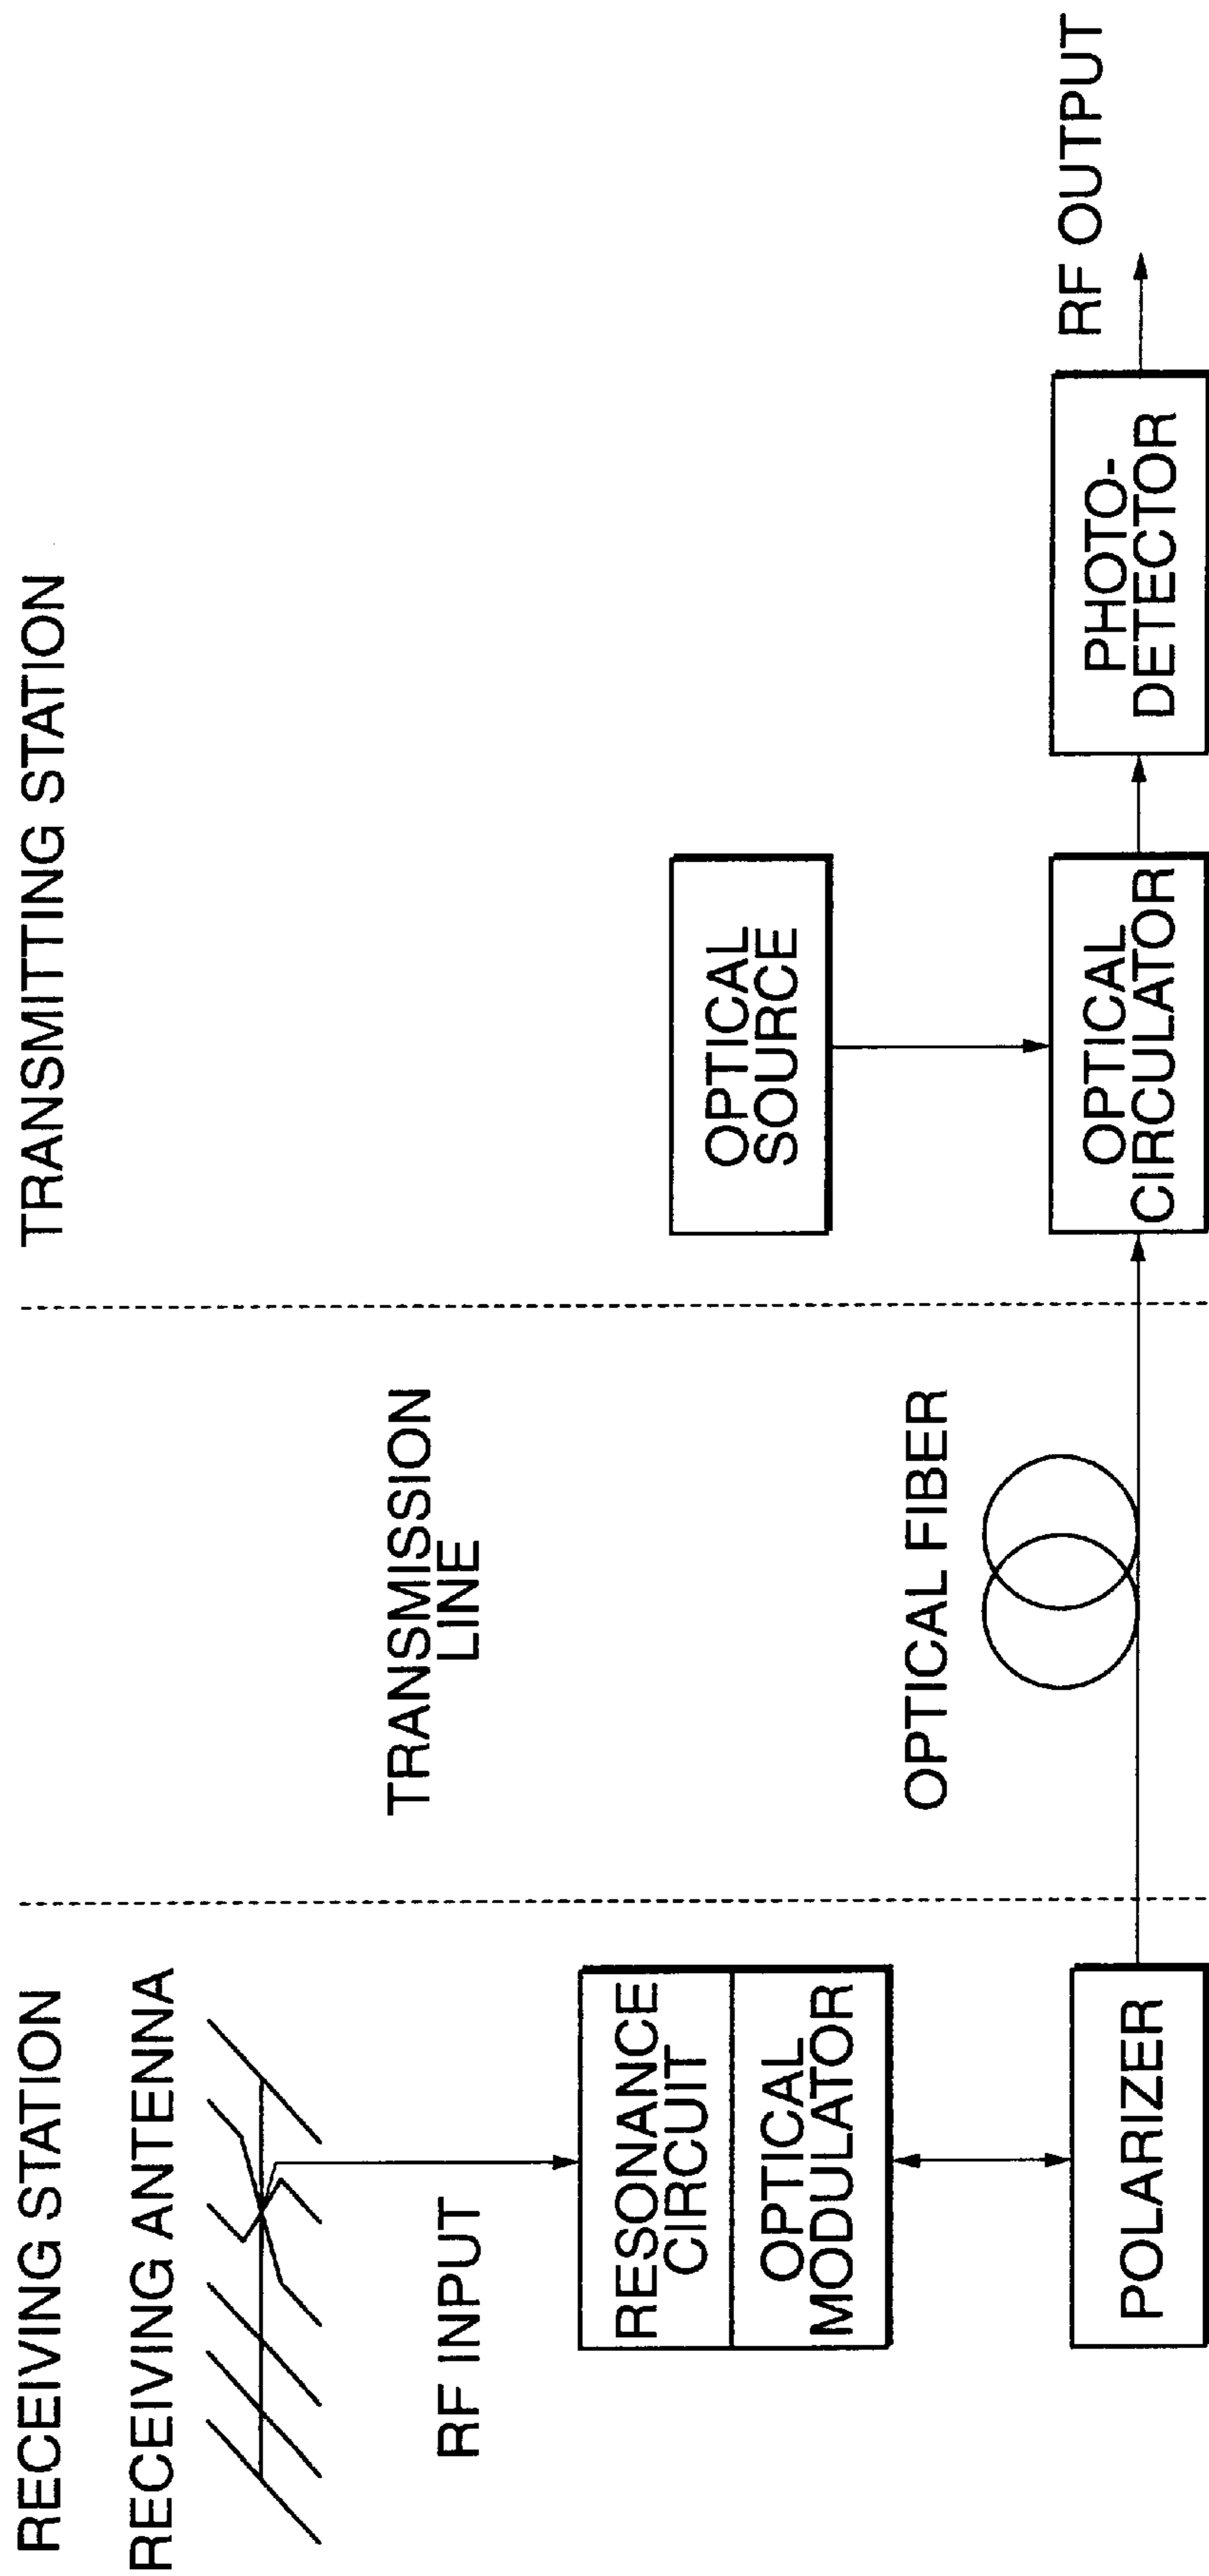 RECEIVING STATION
RECEIVING ANTENNA
RF INPUT
RESONANCE
CIRCUIT
OPTICAL
MODULATOR
POLARIZER
TRANSMISSION
LINE
OPTICAL FIBER
TRANSMITTING STATION
OPTICAL
SOURCE
OPTICAL
CIRCULATOR
PHOTO-
DETECTOR
RF OUTPUT